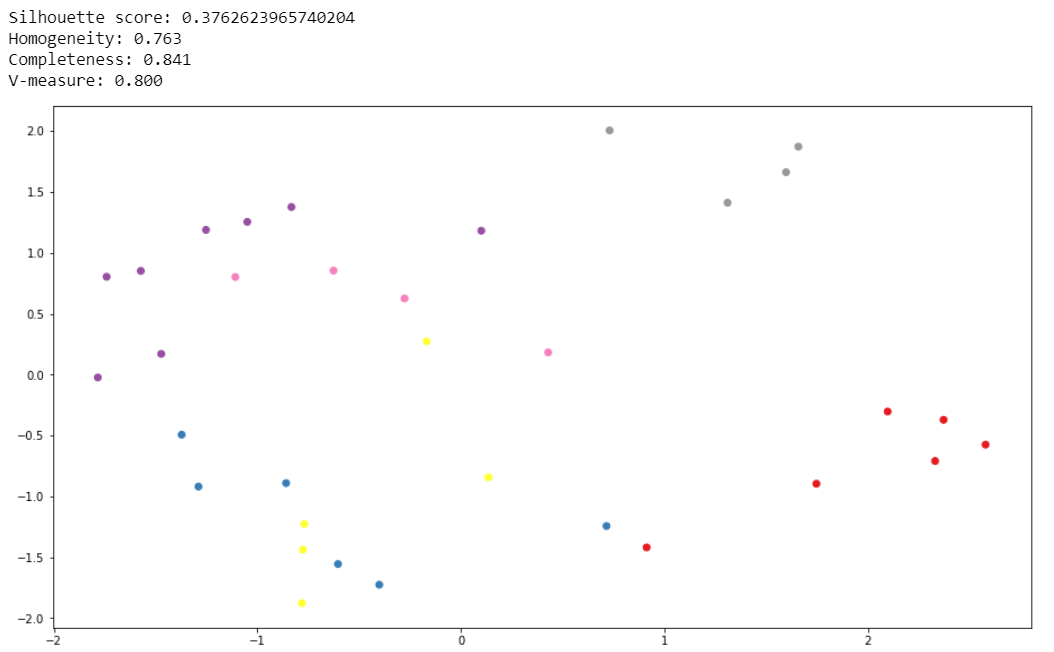 Silhouette score: 0.3762623965740204
Homogeneity: 0.763
Completeness: 0.841
V-measure: 0.800
2.0
1.5
1.0
0.5
0.0
−0.5
−1.0
−1.5
−2.0
−2 −1 0 1 2